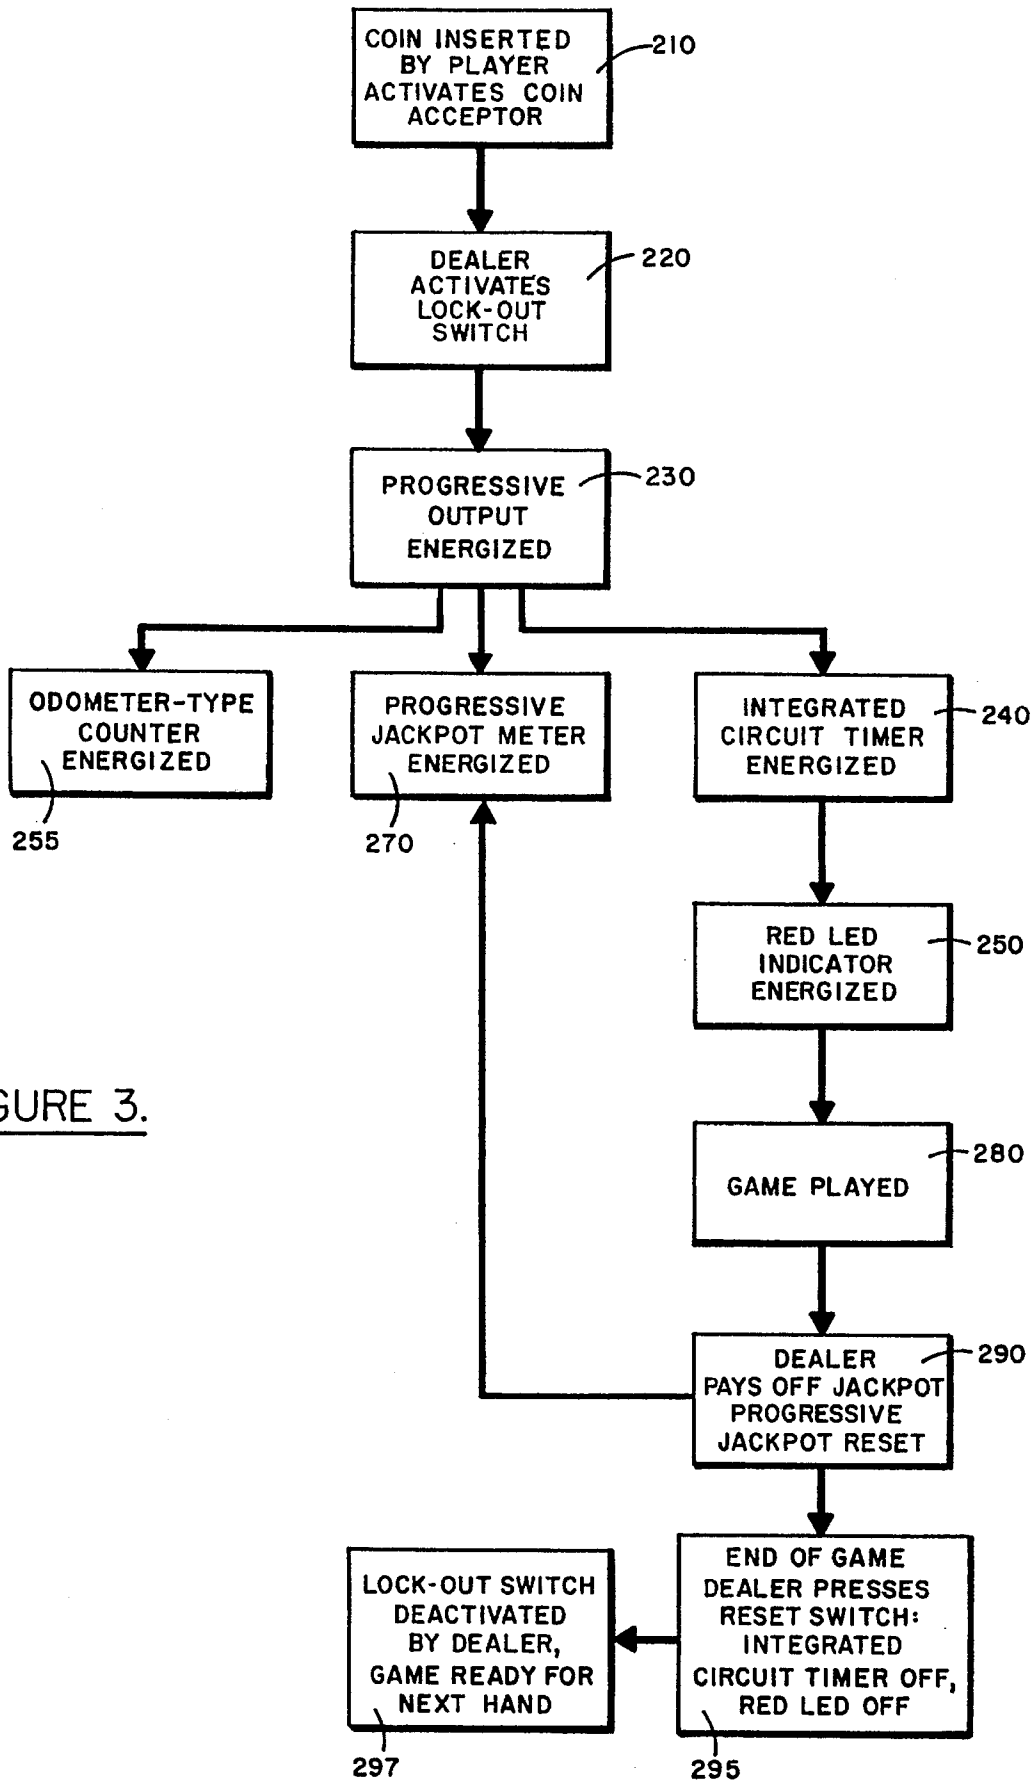 COIN INSERTED
BY PLAYER
ACTIVATES COIN
ACCEPTOR
210
DEALER
ACTIVATES
LOCK-OUT
SWITCH
220
PROGRESSIVE
OUTPUT
ENERGIZED
230
ODOMETER-TYPE
COUNTER
ENERGIZED
255
PROGRESSIVE
JACKPOT METER
ENERGIZED
270
INTEGRATED
CIRCUIT TIMER
ENERGIZED
240
RED LED
INDICATOR
ENERGIZED
250
GURE 3.
GAME PLAYED
280
DEALER
PAYS OFF JACKPOT
PROGRESSIVE
JACKPOT RESET
290
END OF GAME
DEALER PRESSES
RESET SWITCH:
INTEGRATED
CIRCUIT TIMER OFF,
RED LED OFF
295
LOCK-OUT SWITCH
DEACTIVATED
BY DEALER,
GAME READY FOR
NEXT HAND
297